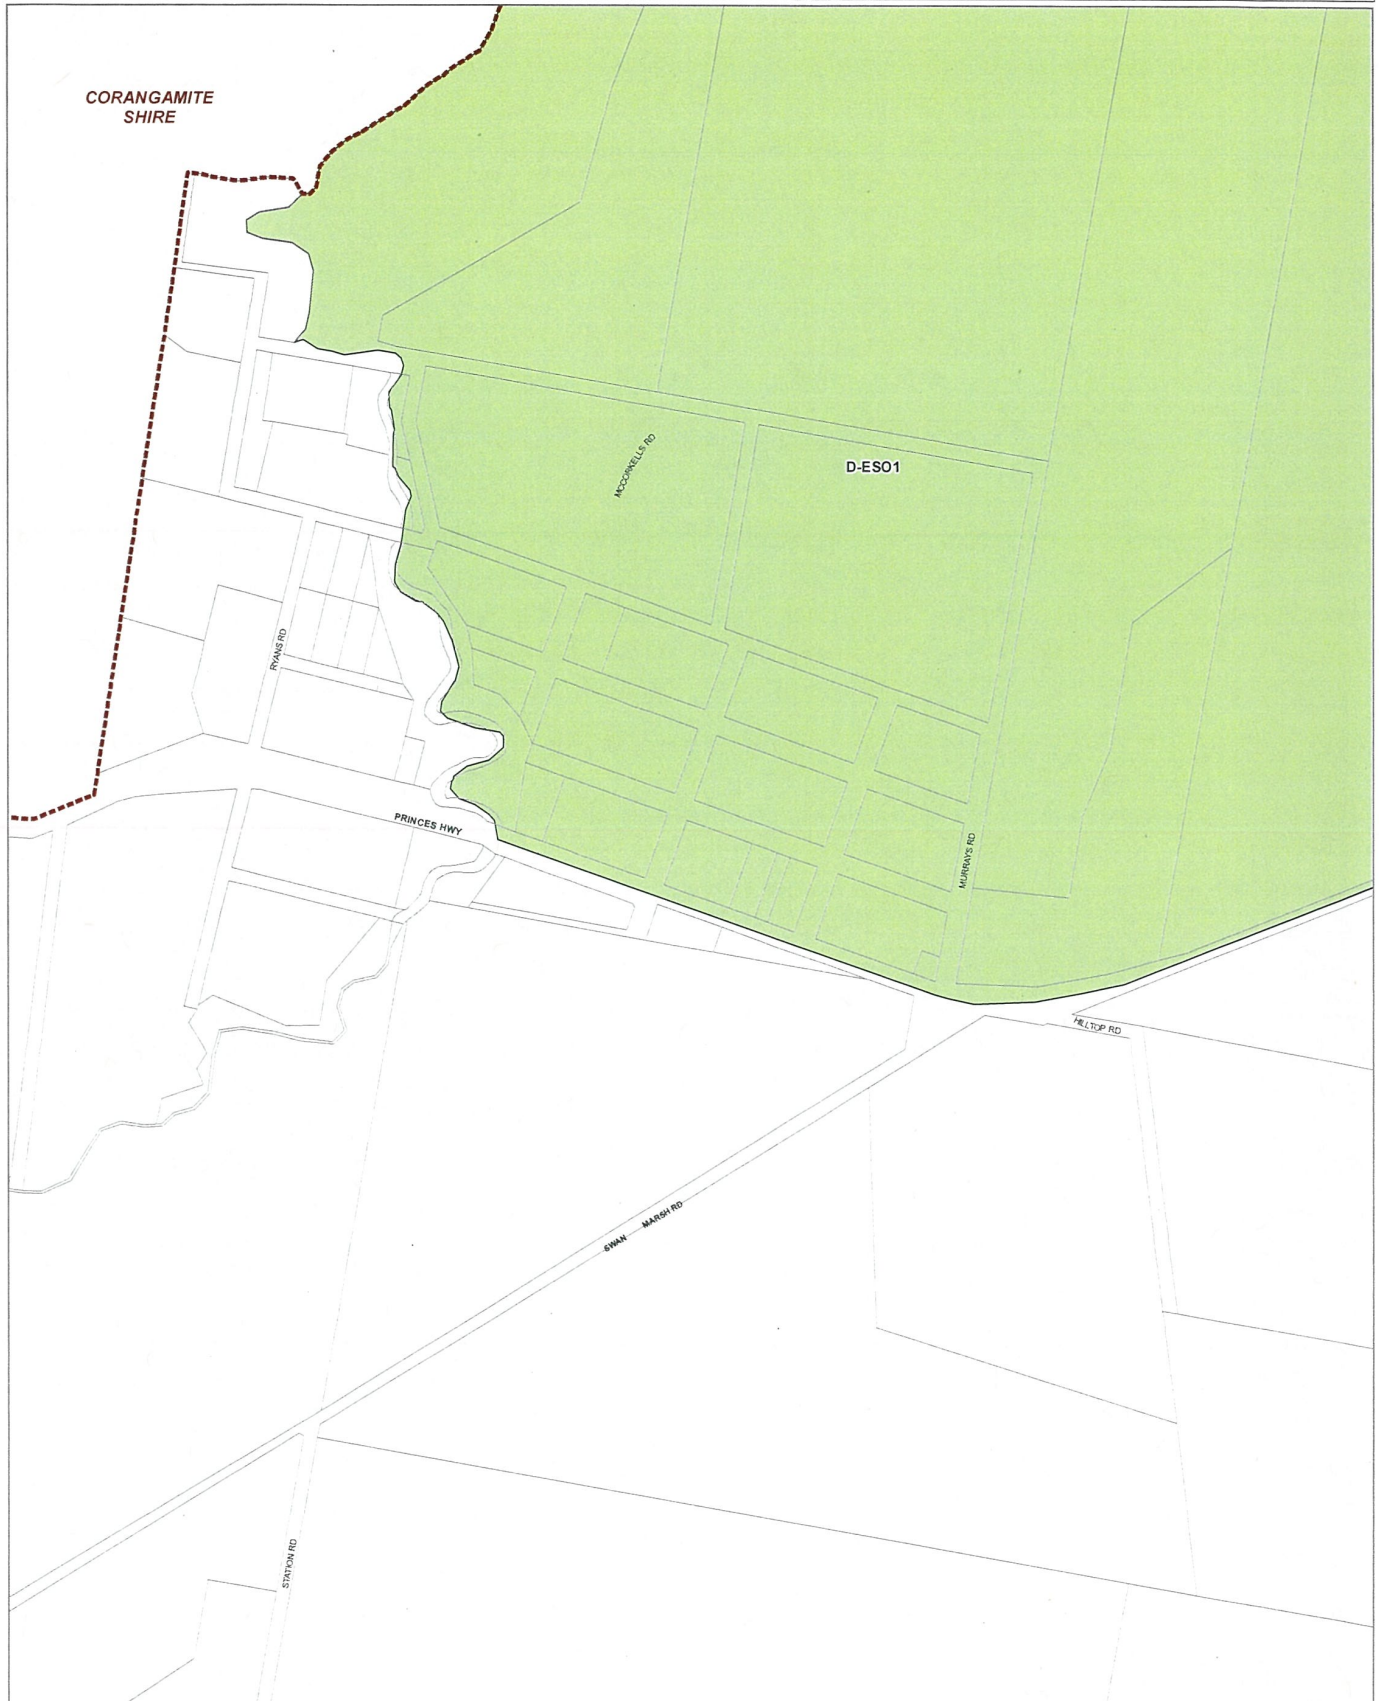 CORANGAMITE
SHIRE
MCCORKELLS RD
D-ESO1
RYANS RD
PRINCES HWY
MURRAYS RD
HILLTOP RD
SWAN MARSH RD
STATION RD